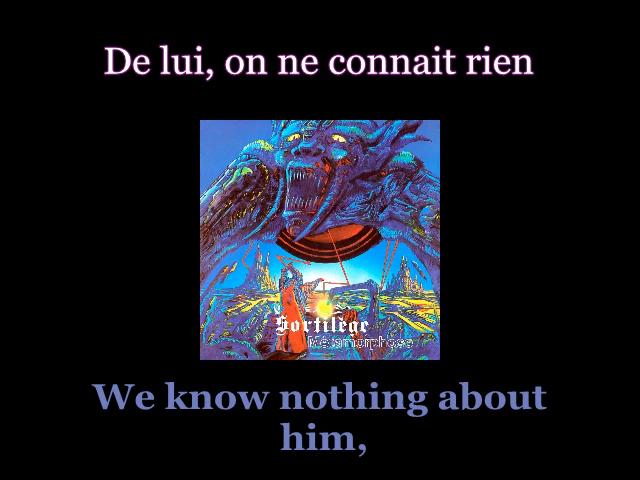 De lui, on ne connait rien
Sortilège
Métamorphose
We know nothing about
him,